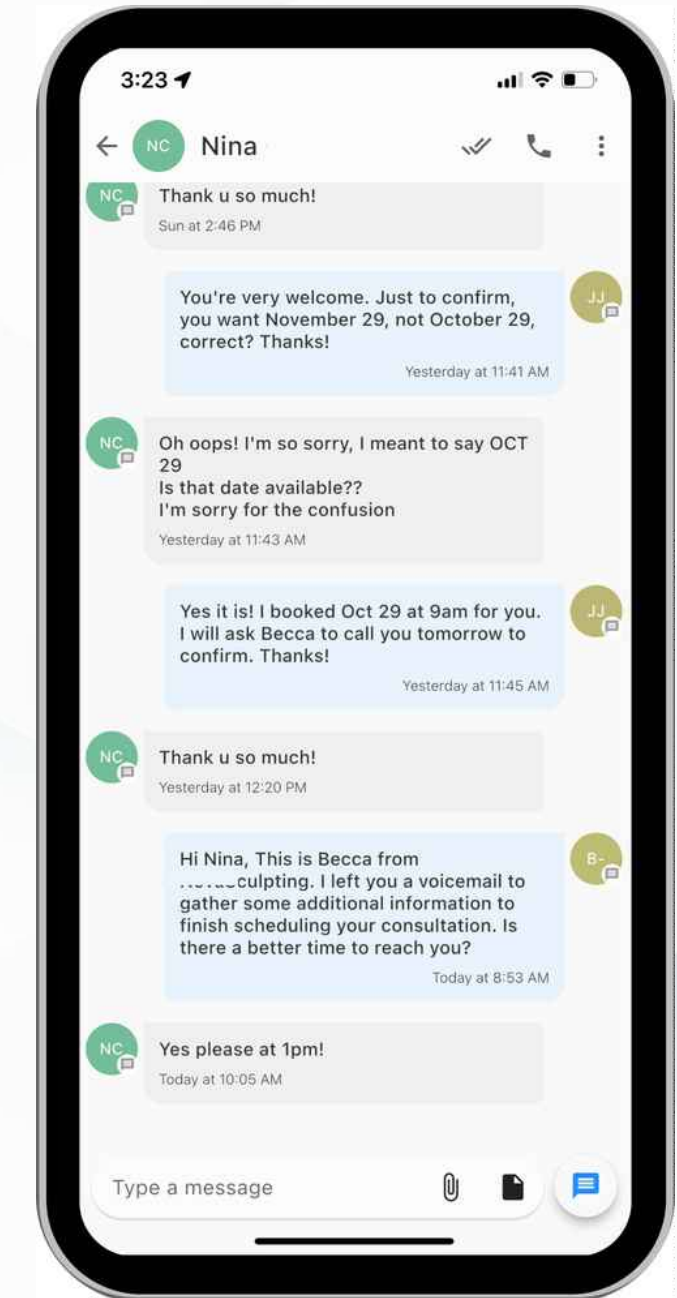 3:23
NC Nina
NC Thank u so much!
Sun at 2:46 PM
You're very welcome. Just to confirm, JJ
you want November 29, not October 29,
correct? Thanks!
Yesterday at 11:41 AM
NC Oh oops! I'm so sorry, I meant to say OCT
29
Is that date available??
I'm sorry for the confusion
Yesterday at 11:43 AM
Yes it is! I booked Oct 29 at 9am for you. JJ
I will ask Becca to call you tomorrow to
confirm. Thanks!
Yesterday at 11:45 AM
NC Thank u so much!
Yesterday at 12:20 PM
Hi Nina, This is Becca from B-
culpting. I left you a voicemail to
gather some additional information to
finish scheduling your consultation. Is
there a better time to reach you?
Today at 8:53 AM
NC Yes please at 1pm!
Today at 10:05 AM
Type a message